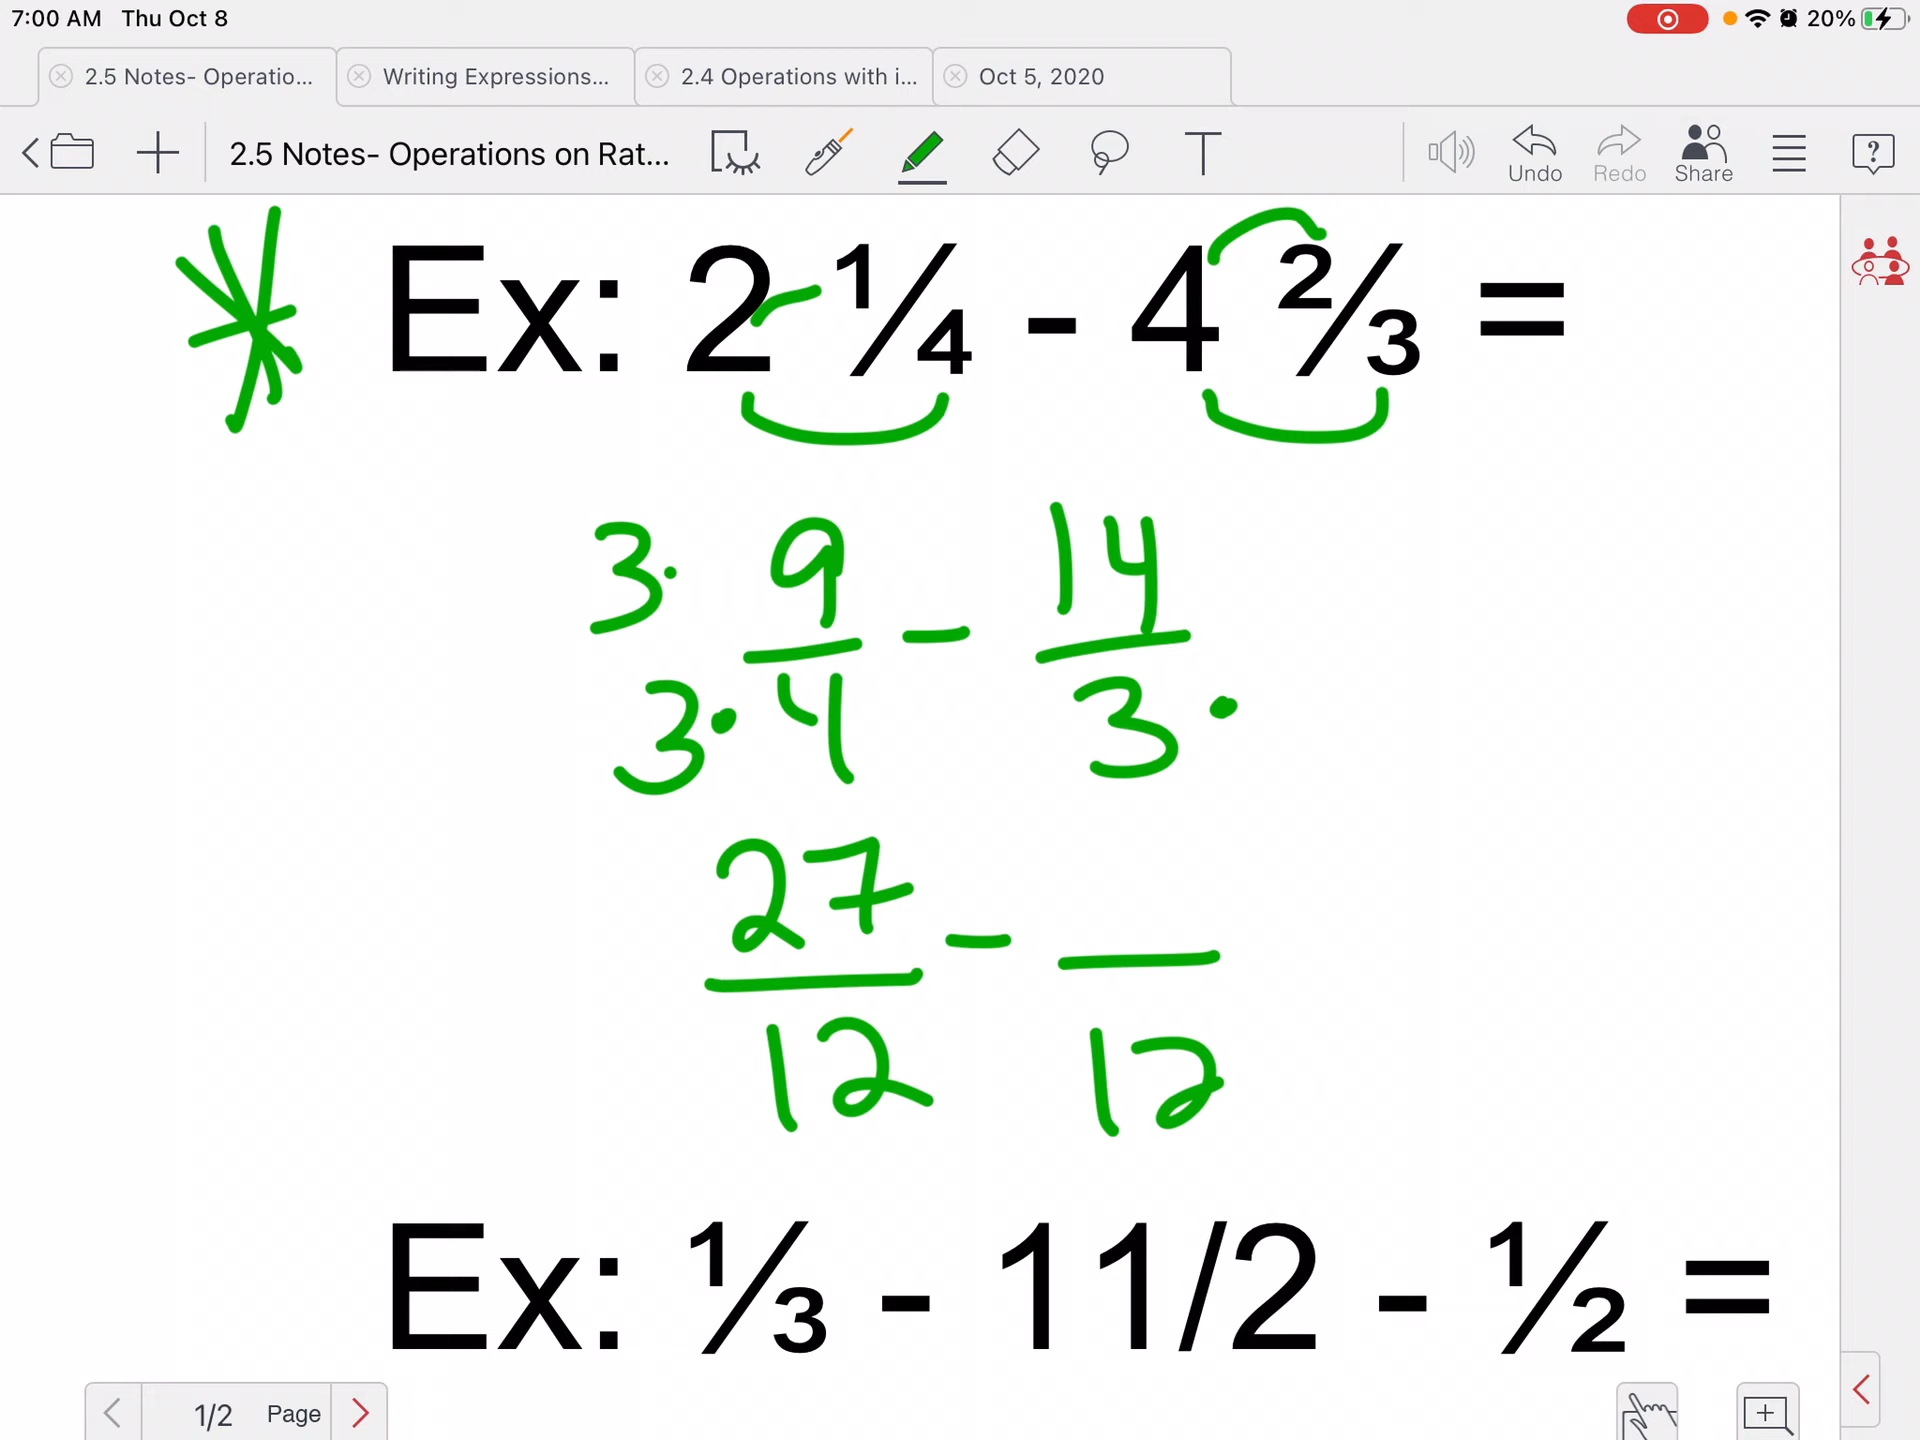 7:00 AM Thu Oct 8 20%
2.5 Notes- Operatio... Writing Expressions... 2.4 Operations with i... Oct 5, 2020
2.5 Notes- Operations on Rat... T Undo Redo Share ?
Ex: 2 ¼ - 4 ⅔ =
3· 9 - 14
3· 4 3 ·
27 -
12 12
Ex: ⅓ - 11/2 - ½ =
1/2 Page